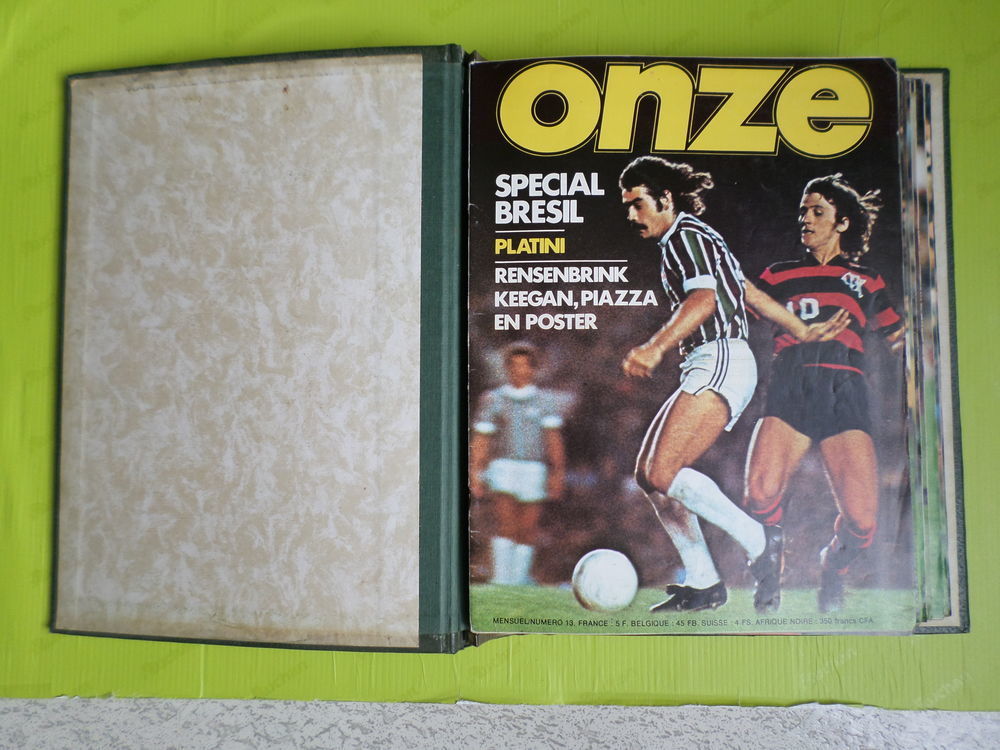 onze
SPECIAL
BRESIL
PLATINI
RENSENBRINK
KEEGAN, PIAZZA
EN POSTER
MENSUEL/NUMERO 13, FRANCE : 5 F. BELGIQUE : 45 FB. SUISSE : 4 FS. AFRIQUE NOIRE : 350 francs CFA.